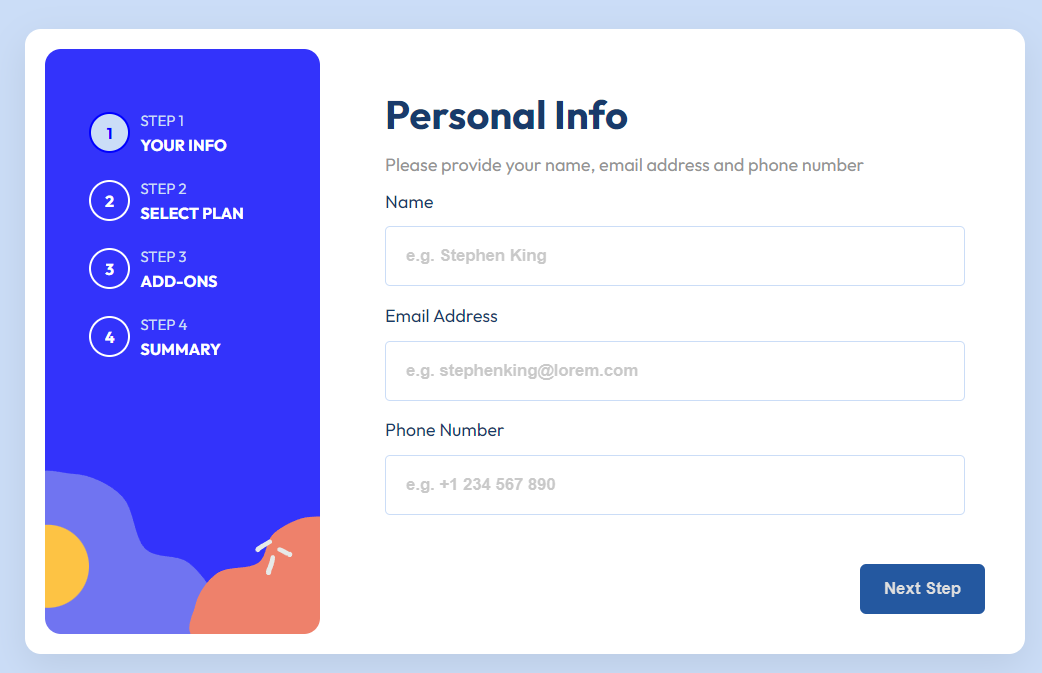 1
STEP 1
YOUR INFO
2
STEP 2
SELECT PLAN
3
STEP 3
ADD-ONS
4
STEP 4
SUMMARY
Personal Info
Please provide your name, email address and phone number
Name
e.g. Stephen King
Email Address
e.g. stephenking@lorem.com
Phone Number
e.g. +1 234 567 890
Next Step